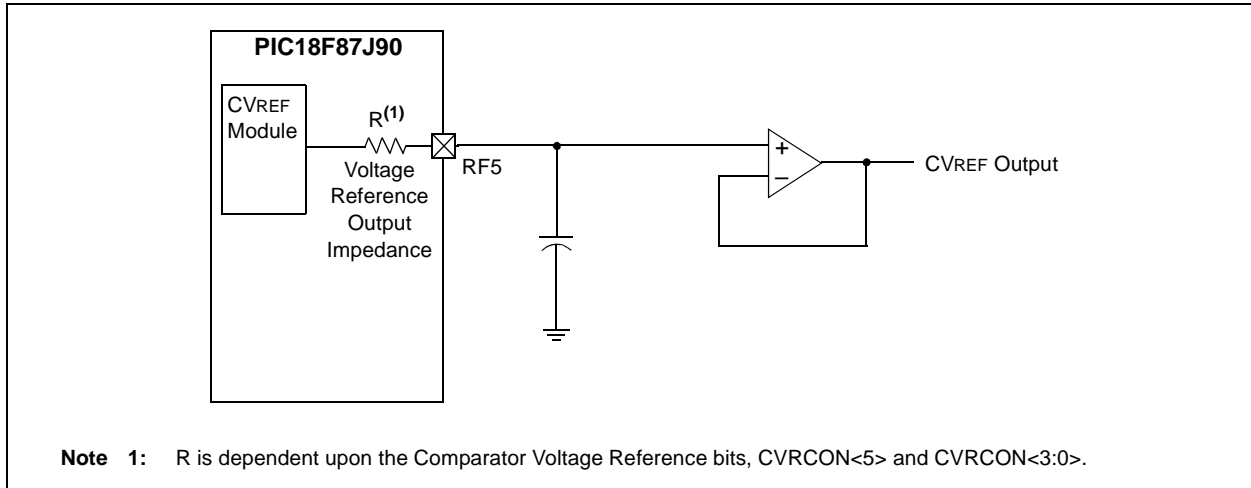 PIC18F87J90
CVREF
Module
R(1)
Voltage
Reference
Output
Impedance
RF5
+
–
CVREF Output
Note 1: R is dependent upon the Comparator Voltage Reference bits, CVRCON<5> and CVRCON<3:0>.